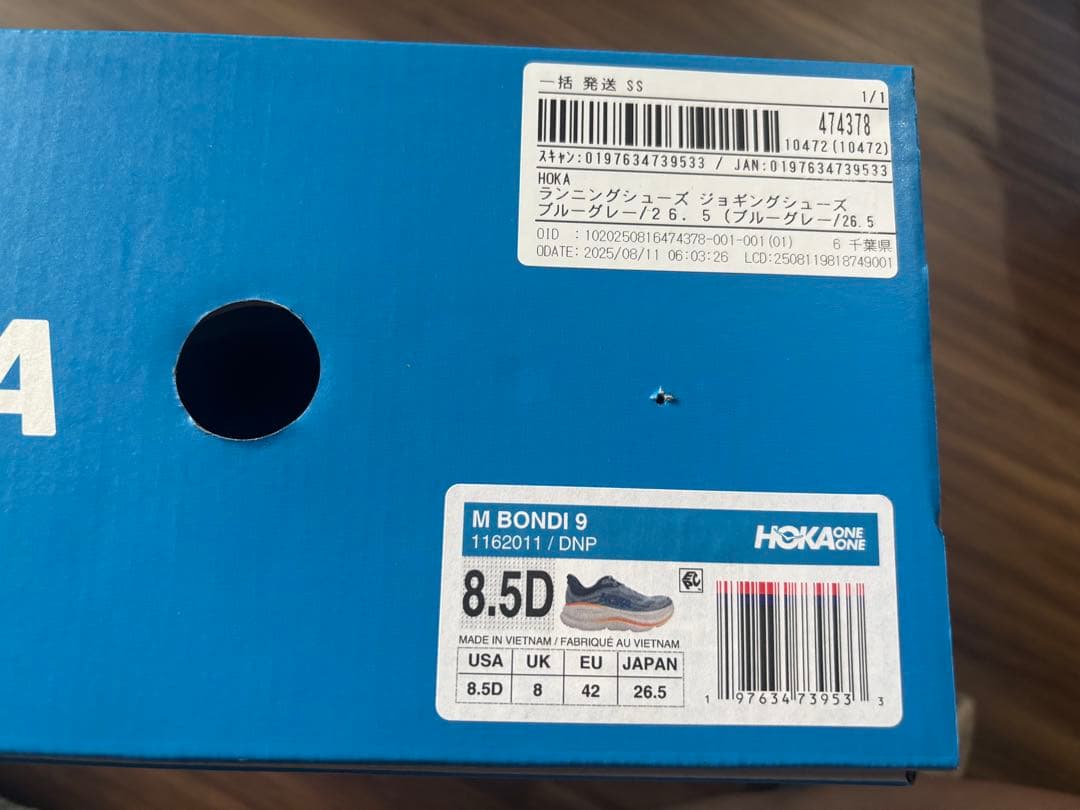 一括 発送 SS
1/1
474378
10472(10472)
スキャン:0197634739533 / JAN:0197634739533
HOKA
ランニングシューズ ジョギングシューズ
ブルーグレー/26.5 (ブルーグレー/26.5
OID :1020250816474378-001-001(01) 6 千葉県
ODATE: 2025/08/11 06:03:26 LCD:2508119818749001
A
M BONDI 9
1162011 / DNP
HOKA ONE ONE
8.5D
MADE IN VIETNAM / FABRIQUÉ AU VIETNAM
USA UK EU JAPAN
8.5D 8 42 26.5
1 97634 73953 3